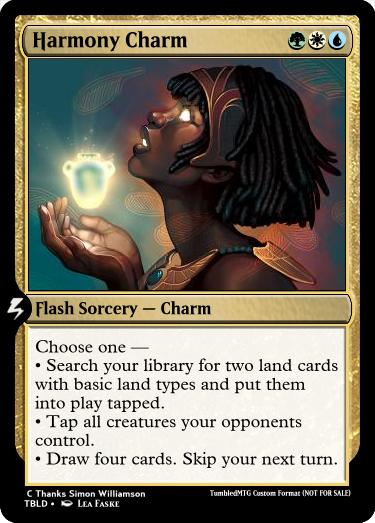 Harmony Charm
Flash Sorcery — Charm
Choose one —
• Search your library for two land cards
with basic land types and put them
into play tapped.
• Tap all creatures your opponents
control.
• Draw four cards. Skip your next turn.
C Thanks Simon Williamson
TBLD • Lea Faske
TumbledMTG Custom Format (NOT FOR SALE)